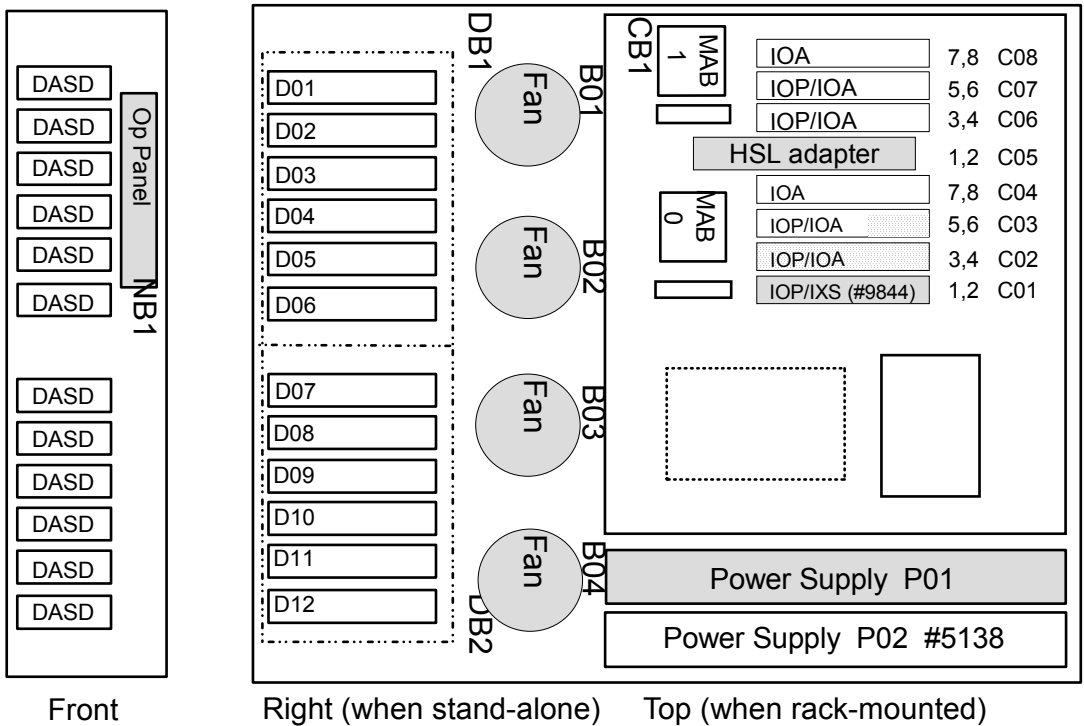 DASD
DASD
DASD
DASD
DASD
DASD
DASD
DASD
DASD
DASD
DASD
DASD
Op Panel
NB1
Front
D01
D02
D03
D04
D05
D06
D07
D08
D09
D10
D11
D12
DB1
DB2
Fan
B01
Fan
B02
Fan
B03
Fan
B04
CB1
MAB
1
MAB
0
IOA 7,8 C08
IOP/IOA 5,6 C07
IOP/IOA 3,4 C06
HSL adapter 1,2 C05
IOA 7,8 C04
IOP/IOA 5,6 C03
IOP/IOA 3,4 C02
IOP/IXS (#9844) 1,2 C01
Power Supply P01
Power Supply P02 #5138
Right (when stand-alone)
Top (when rack-mounted)